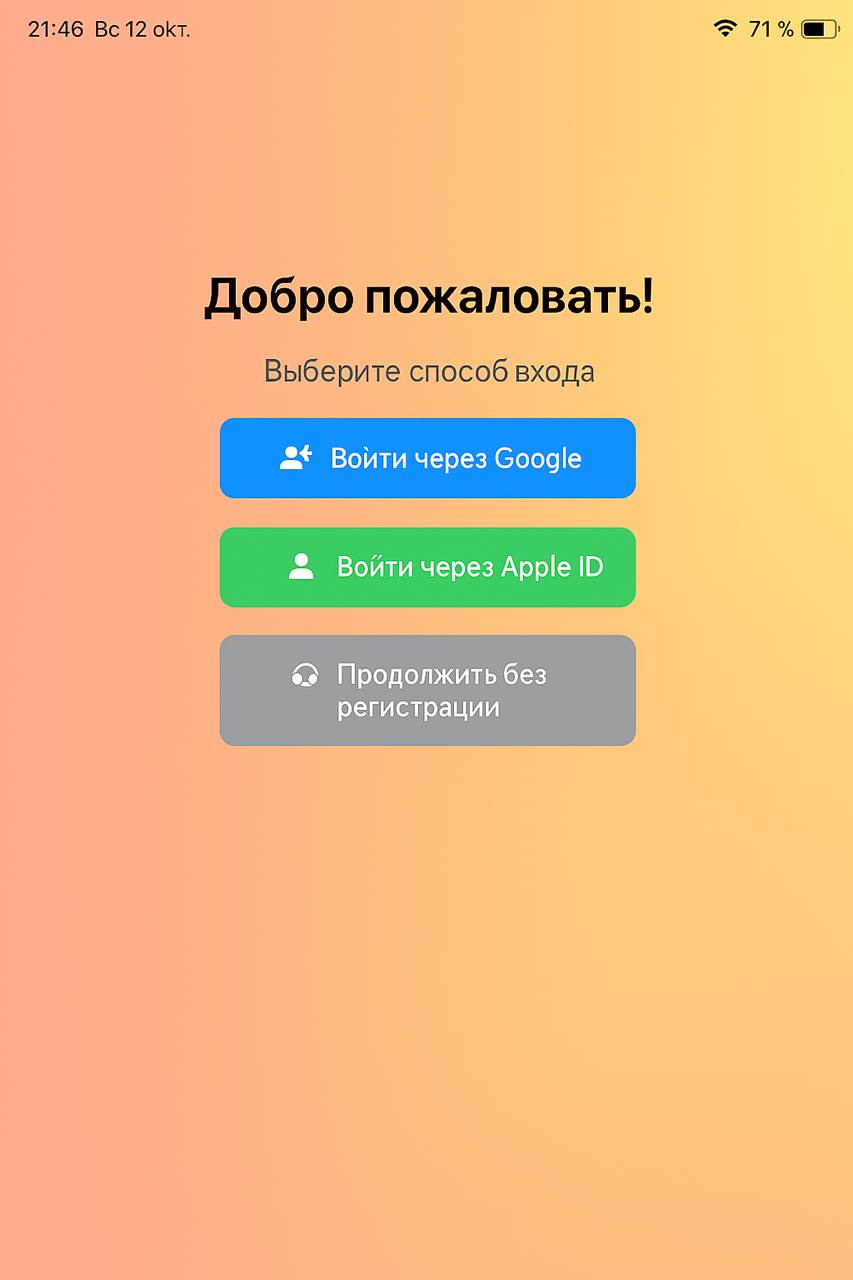 21:46 Вс 12 окт.
71 %
Добро пожаловать!
Выберите способ входа
Войти через Google
Войти через Apple ID
Продолжить без
регистрации